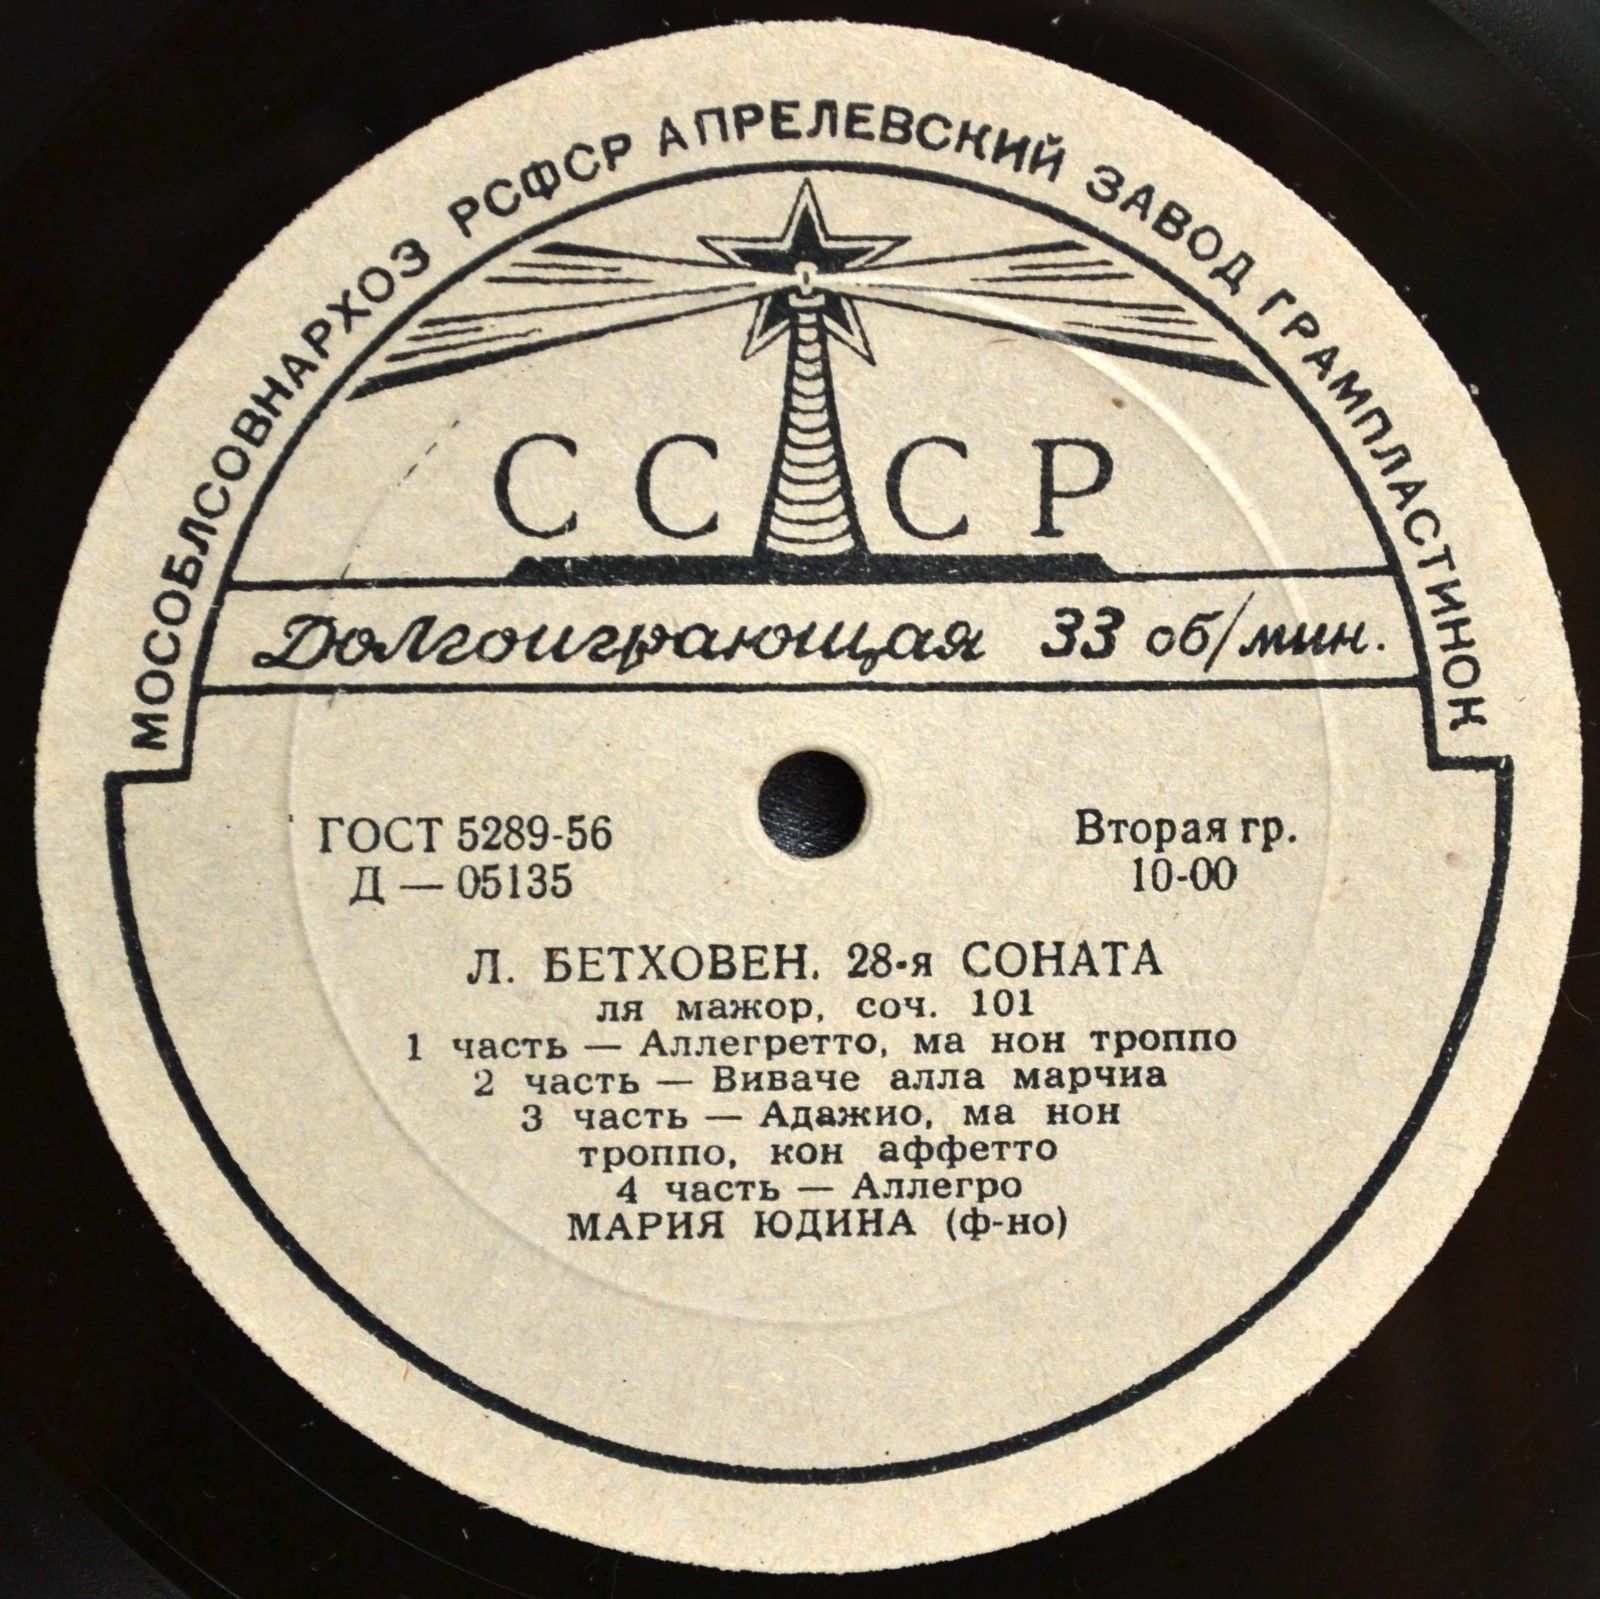 МОСОБЛСОВНАРХОЗ РСФСР АПРЕЛЕВСКИЙ ЗАВОД ГРАМПЛАСТИНОК
СССР
Долгоиграющая 33 об/мин.
ГОСТ 5289-56
Д — 05135
Вторая гр.
10-00
Л. БЕТХОВЕН. 28-я СОНАТА
ля мажор, соч. 101
1 часть — Аллегретто, ма нон троппо
2 часть — Виваче алла марчиа
3 часть — Адажио, ма нон
троппо, кон аффетто
4 часть — Аллегро
МАРИЯ ЮДИНА (ф-но)